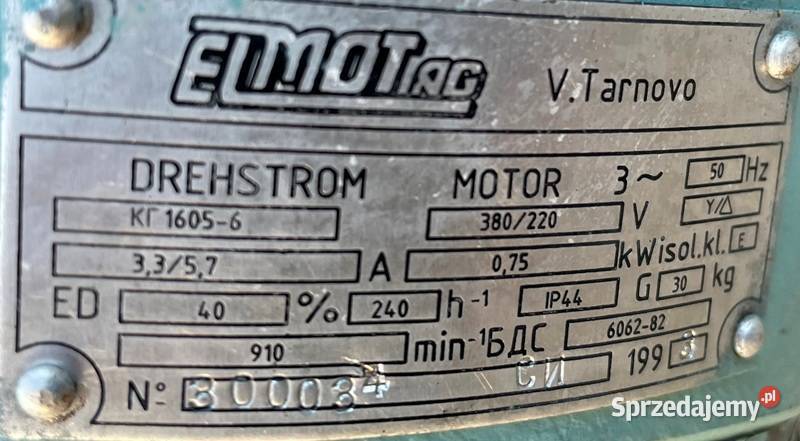 ELMOT AG V.Tarnovo
DREHSTROM MOTOR 3~ 50 Hz
КГ 1605-6 380/220 V Y/△
3,3/5,7 A 0,75 kW isol.kl. E
ED 40 % 240 h⁻¹ IP44 G 30 kg
910 min⁻¹ БДС 6062-82
№ 300034 СИ 1993
Sprzedajemy.pl